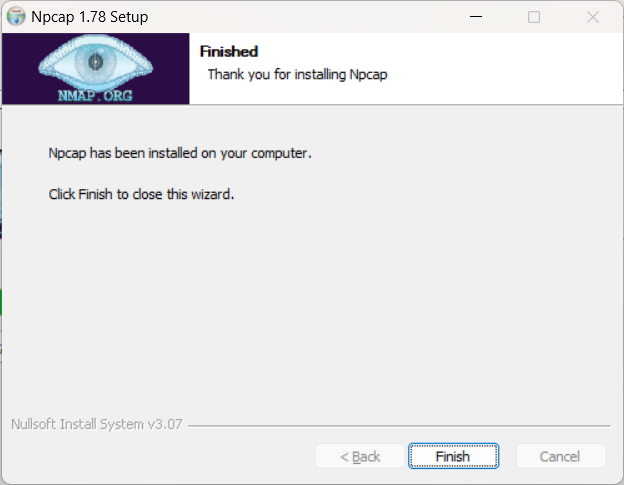 Npcap 1.78 Setup
NMAP.ORG
Finished
Thank you for installing Npcap
Npcap has been installed on your computer.
Click Finish to close this wizard.
Nullsoft Install System v3.07
< Back
Finish
Cancel